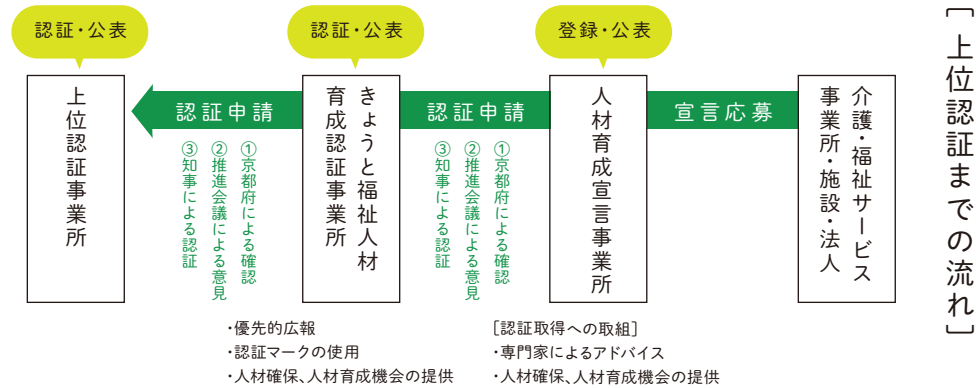 [上位認証までの流れ]
介護・福祉サービス
事業所・施設・法人
宣言応募
登録・公表
人材育成宣言事業所
[認証取得への取組]
・専門家によるアドバイス
・人材確保、人材育成機会の提供
認証申請
①京都府による確認
②推進会議による意見
③知事による認証
認証・公表
きょうと福祉人材
育成認証事業所
・優先的広報
・認証マークの使用
・人材確保、人材育成機会の提供
認証申請
①京都府による確認
②推進会議による意見
③知事による認証
認証・公表
上位認証事業所